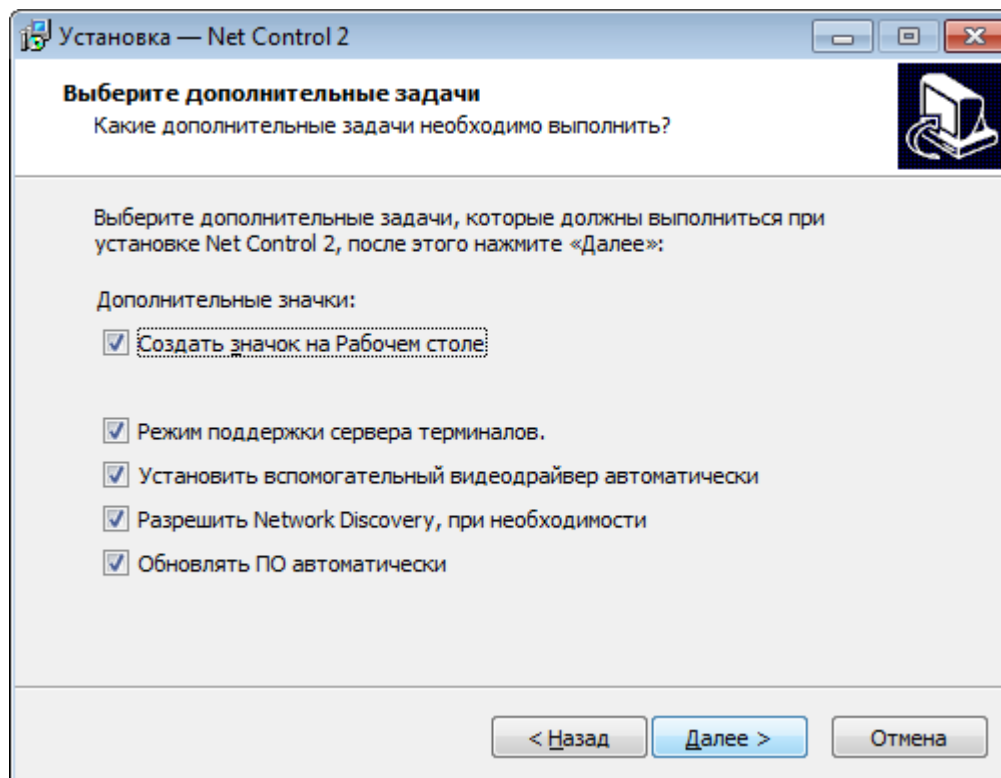 Установка — Net Control 2
Выберите дополнительные задачи
Какие дополнительные задачи необходимо выполнить?
Выберите дополнительные задачи, которые должны выполниться при
установке Net Control 2, после этого нажмите «Далее»:
Дополнительные значки:
Создать значок на Рабочем столе
Режим поддержки сервера терминалов.
Установить вспомогательный видеодрайвер автоматически
Разрешить Network Discovery, при необходимости
Обновлять ПО автоматически
< Назад
Далее >
Отмена